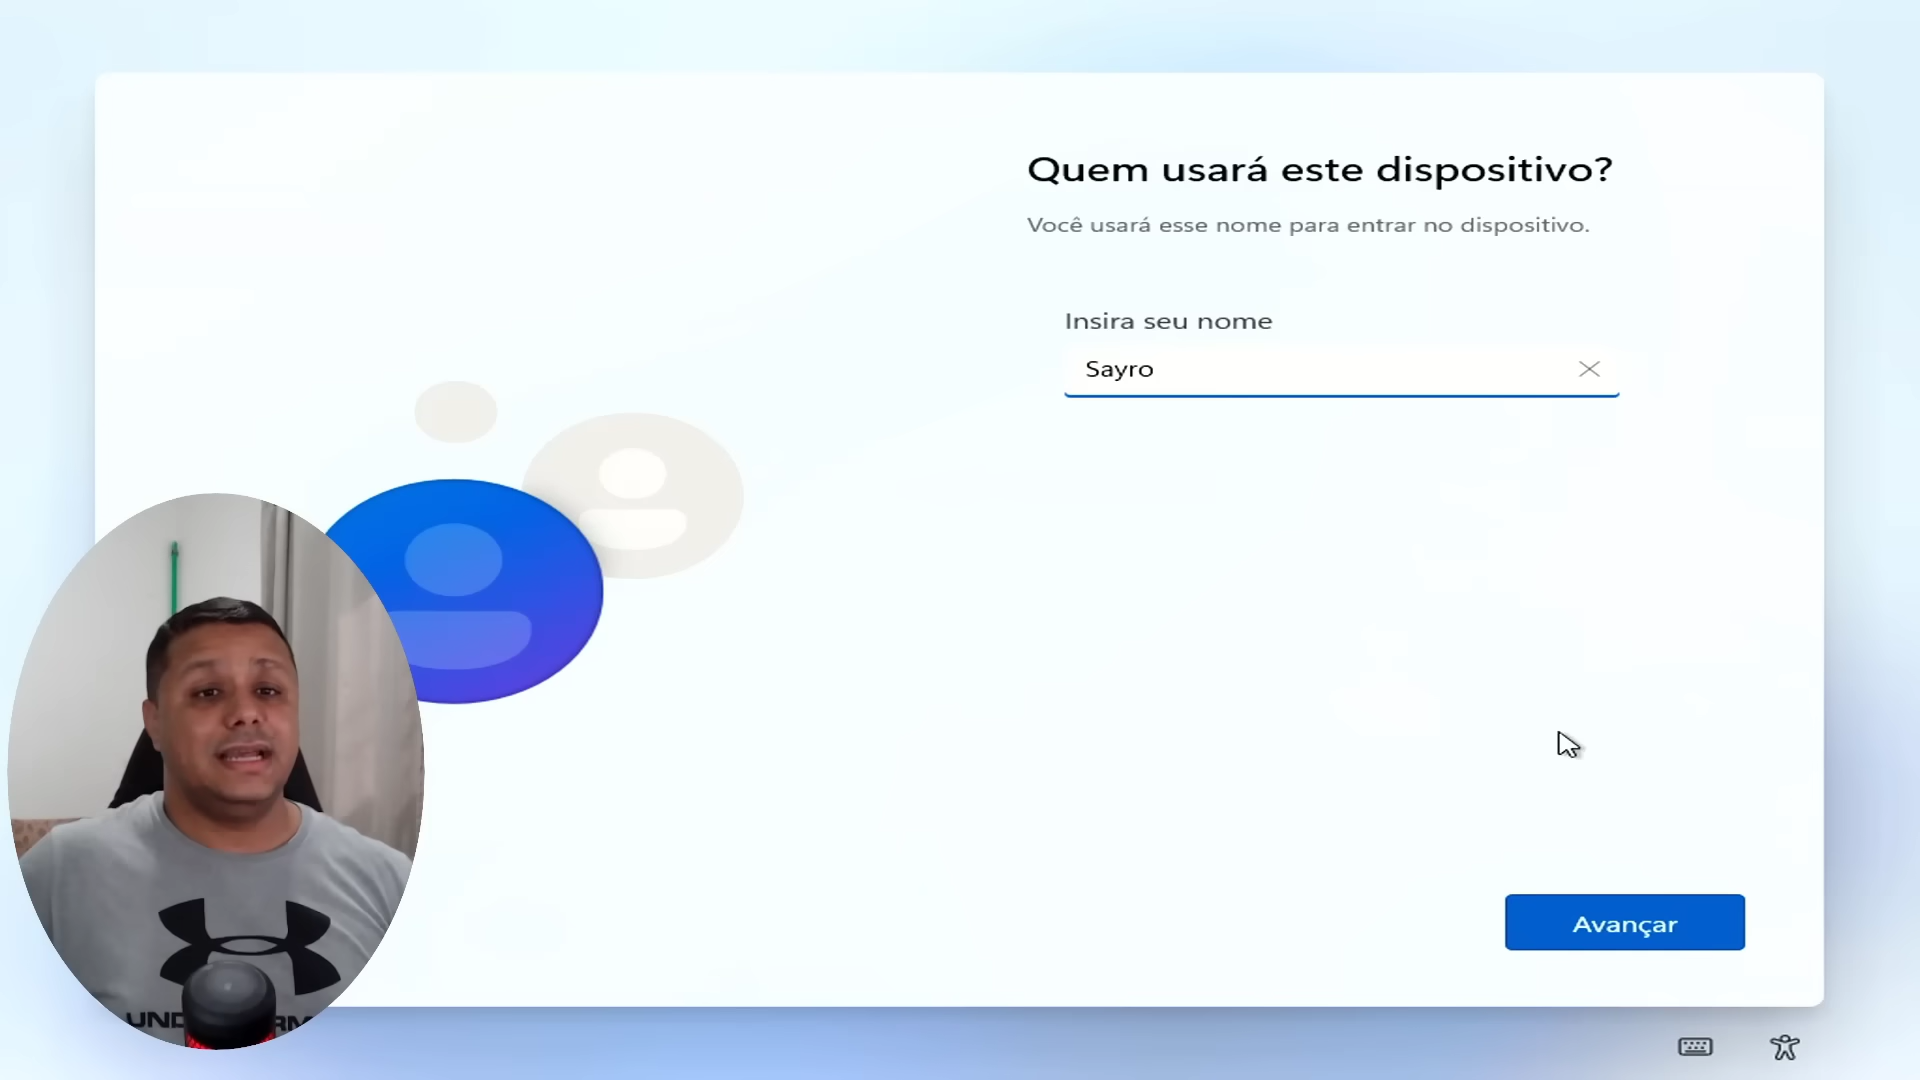 Quem usará este dispositivo?
Você usará esse nome para entrar no dispositivo.
Insira seu nome
Sayro
Avançar